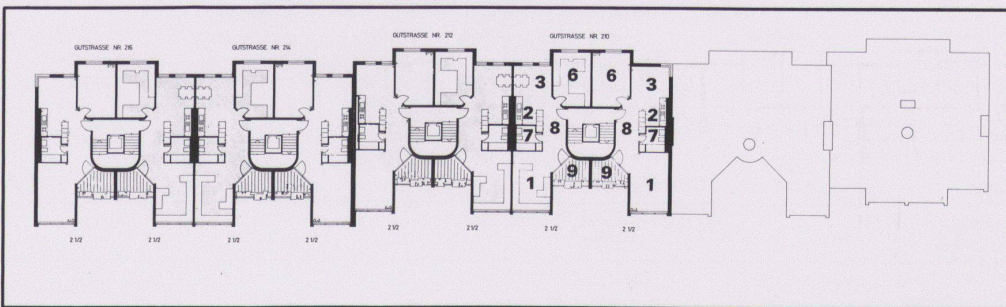 GUTSTRASSE NR. 216
GUTSTRASSE NR. 214
GUTSTRASSE NR. 212
GUTSTRASSE NR. 210
3 6 6 3
2 2
8 8
7 7
9 9
1 1
2 1/2 2 1/2 2 1/2 2 1/2 2 1/2 2 1/2 2 1/2 2 1/2